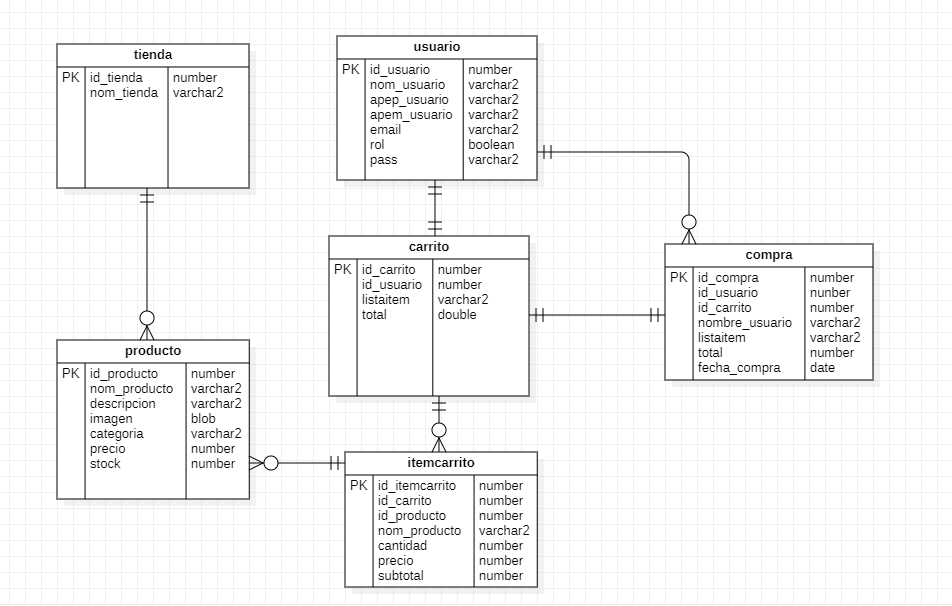 tienda
PK id_tienda number
nom_tienda varchar2
usuario
PK id_usuario number
nom_usuario varchar2
apep_usuario varchar2
apem_usuario varchar2
email varchar2
rol boolean
pass varchar2
carrito
PK id_carrito number
id_usuario number
listaitem varchar2
total double
compra
PK id_compra number
id_usuario nunber
id_carrito number
nombre_usuario varchar2
listaitem varchar2
total number
fecha_compra date
producto
PK id_producto number
nom_producto varchar2
descripcion varchar2
imagen blob
categoria varchar2
precio number
stock number
itemcarrito
PK id_itemcarrito number
id_carrito number
id_producto number
nom_producto varchar2
cantidad number
precio number
subtotal number